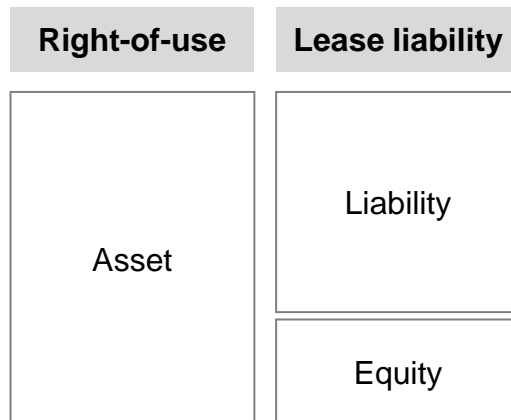 Right-of-use
Lease liability
Asset
Liability
Equity